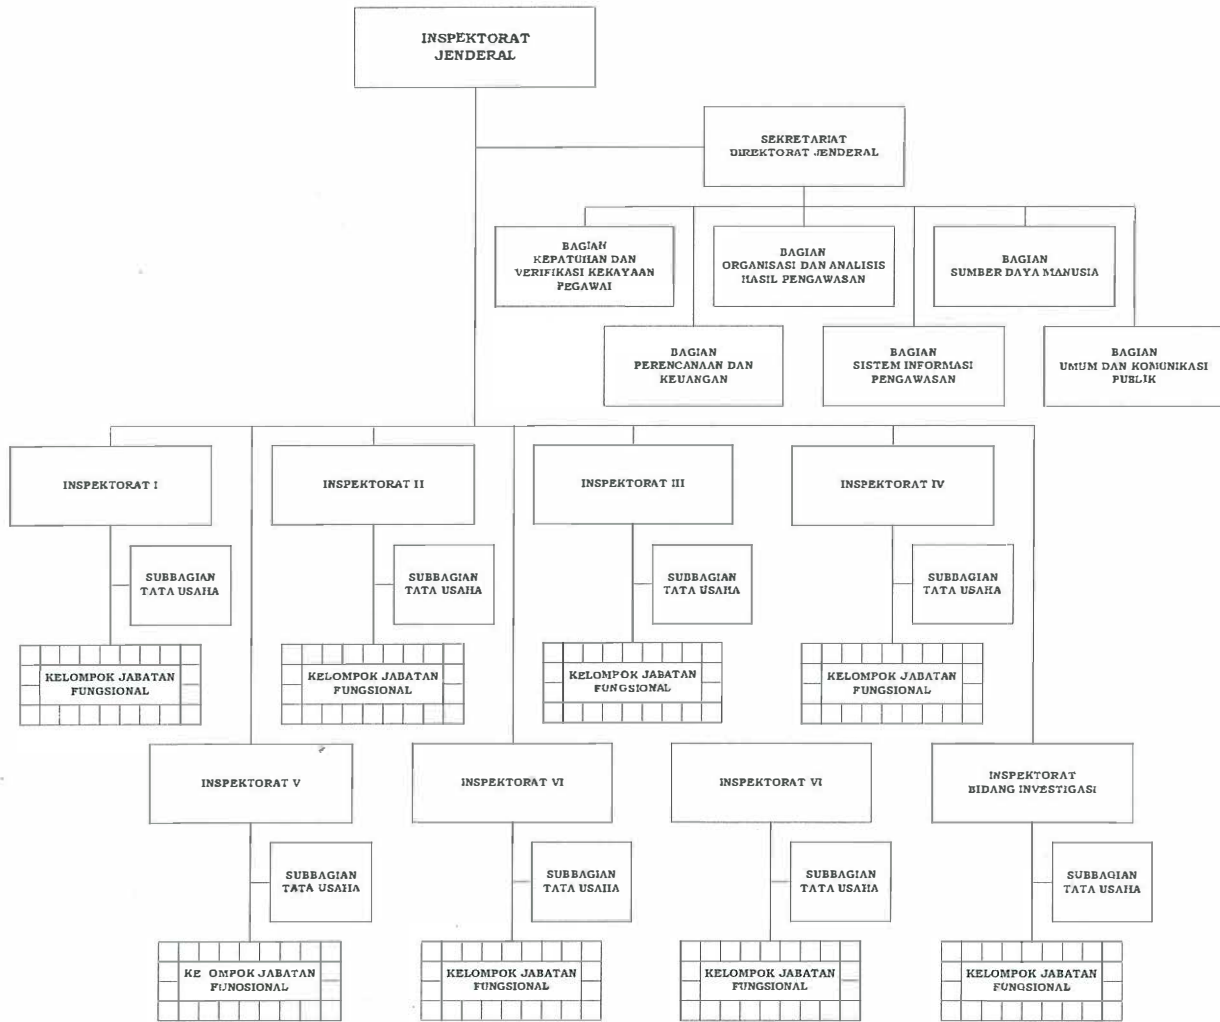 INSPEKTORAT
JENDERAL
SEKRETARIAT
DIREKTORAT JENDERAL
BAGIAN
KEPATUHAN DAN
VERIFIKASI KEKAYAAN
PEGAWAI
BAGIAN
ORGANISASI DAN ANALISIS
HASIL PENGAWASAN
BAGIAN
SUMBER DAYA MANUSIA
BAGIAN
PERENCANAAN DAN
KEUANGAN
BAGIAN
SISTEM INFORMASI
PENGAWASAN
BAGIAN
UMUM DAN KOMUNIKASI
PUBLIK
INSPEKTORAT I
INSPEKTORAT II
INSPEKTORAT III
INSPEKTORAT IV
SUBBAGIAN
TATA USAHA
SUBBAGIAN
TATA USAHA
SUBBAGIAN
TATA USAHA
SUBBAGIAN
TATA USAHA
KELOMPOK JABATAN
FUNGSIONAL
KELOMPOK JABATAN
FUNGSIONAL
KELOMPOK JABATAN
FUNGSIONAL
KELOMPOK JABATAN
FUNGSIONAL
INSPEKTORAT V
INSPEKTORAT VI
INSPEKTORAT VI
INSPEKTORAT
BIDANG INVESTIGASI
SUBBAGIAN
TATA USAHA
SUBBAGIAN
TATA USAHA
SUBBAGIAN
TATA USAHA
SUBBAGIAN
TATA USAHA
KE OMPOK JABATAN
FUNGSIONAL
KELOMPOK JABATAN
FUNGSIONAL
KELOMPOK JABATAN
FUNGSIONAL
KELOMPOK JABATAN
FUNGSIONAL